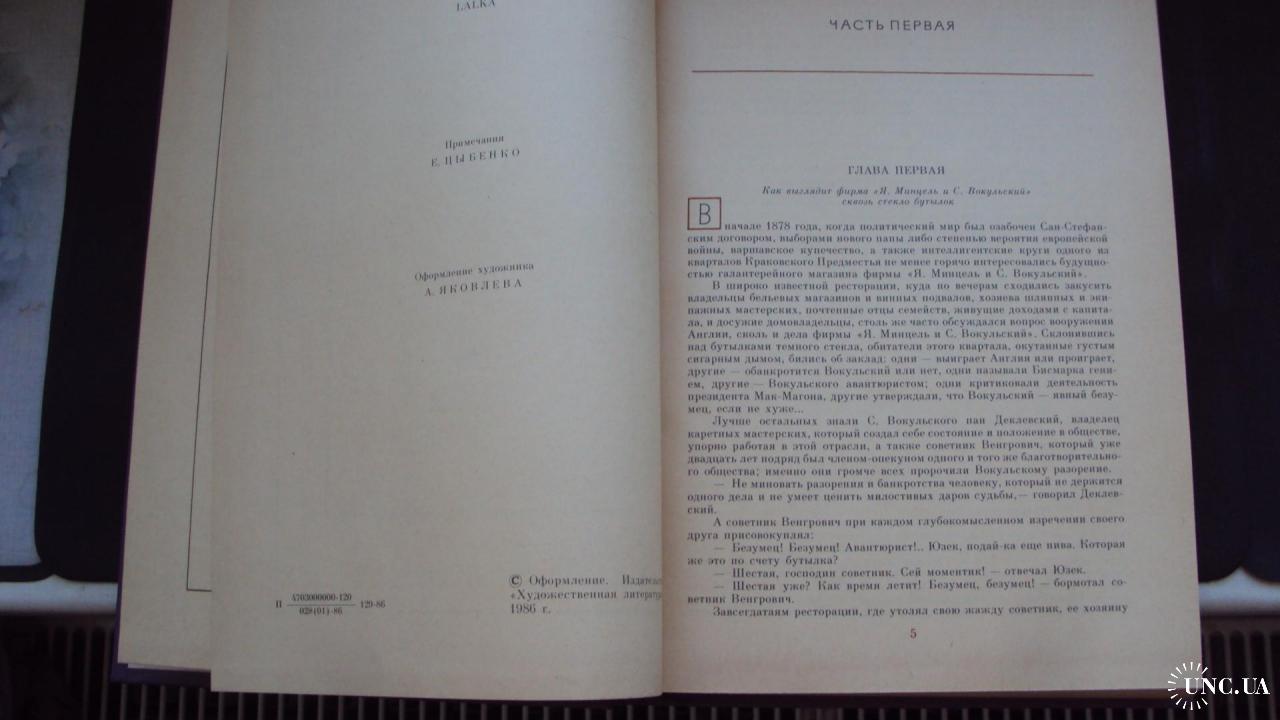 LALKA
Примечания
Е. ЦЫБЕНКО
Оформление художника
А. ЯКОВЛЕВА
© Оформление. Издател
«Художественная литератур
1986 г.
П 4703000000-120 129-86
028(01)-86
ЧАСТЬ ПЕРВАЯ
ГЛАВА ПЕРВАЯ
Как выглядит фирма «Я. Минцель и С. Вокульский»
сквозь стекло бутылок
В начале 1878 года, когда политический мир был озабочен Сан-Стефан-
ским договором, выборами нового папы либо степенью вероятия европейской
войны, варшавское купечество, а также интеллигентские круги одного из
кварталов Краковского Предместья не менее горячо интересовались будущно-
стью галантерейного магазина фирмы «Я. Минцель и С. Вокульский».
В широко известной ресторации, куда по вечерам сходились закусить
владельцы бельевых магазинов и винных подвалов, хозяева шляпных и эки-
пажных мастерских, почтенные отцы семейств, живущие доходами с капита-
ла, и досужие домовладельцы, столь же часто обсуждался вопрос вооружения
Англии, сколь и дела фирмы «Я. Минцель и С. Вокульский». Склонившись
над бутылками темного стекла, обитатели этого квартала, окутанные густым
сигарным дымом, бились об заклад: одни — выиграет Англия или проиграет,
другие — обанкротится Вокульский или нет, одни называли Бисмарка гени-
ем, другие — Вокульского авантюристом; одни критиковали деятельность
президента Мак-Магона, другие утверждали, что Вокульский — явный безу-
мец, если не хуже...
Лучше остальных знали С. Вокульского пан Деклевский, владелец
каретных мастерских, который создал себе состояние и положение в обществе,
упорно работая в этой отрасли, а также советник Венгрович, который уже
двадцать лет подряд был членом-опекуном одного и того же благотворительно-
го общества; именно они громче всех пророчили Вокульскому разорение.
— Не миновать разорения и банкротства человеку, который не держится
одного дела и не умеет ценить милостивых даров судьбы,— говорил Деклев-
ский.
А советник Венгрович при каждом глубокомысленном изречении своего
друга присовокуплял:
— Безумец! Безумец! Авантюрист!.. Юзек, подай-ка еще пива. Которая
же это по счету бутылка?
— Шестая, господин советник. Сей моментик! — отвечал Юзек.
— Шестая уже? Как время летит! Безумец, безумец! — бормотал со-
ветник Венгрович.
Завсегдатаям ресторации, где утолял свою жажду советник, ее хозяину
5
UNC.UA